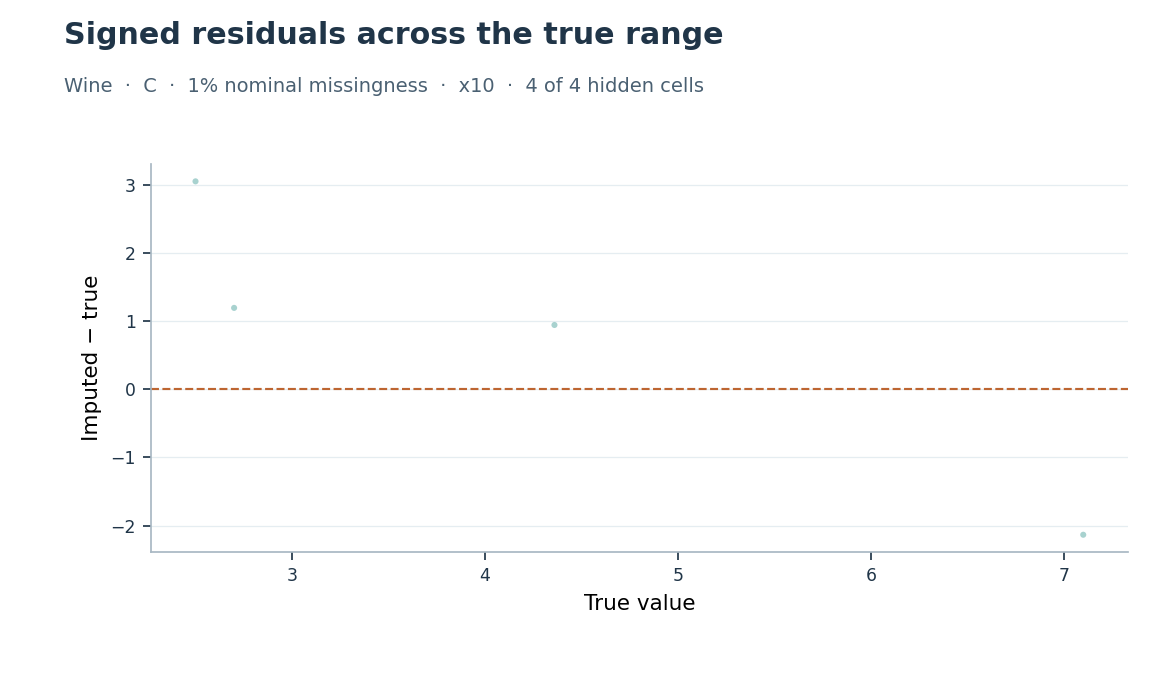 Signed residuals across the true range
Wine · C · 1% nominal missingness · x10 · 4 of 4 hidden cells
Imputed − true
3
2
1
0
−1
−2
3 4 5 6 7
True value